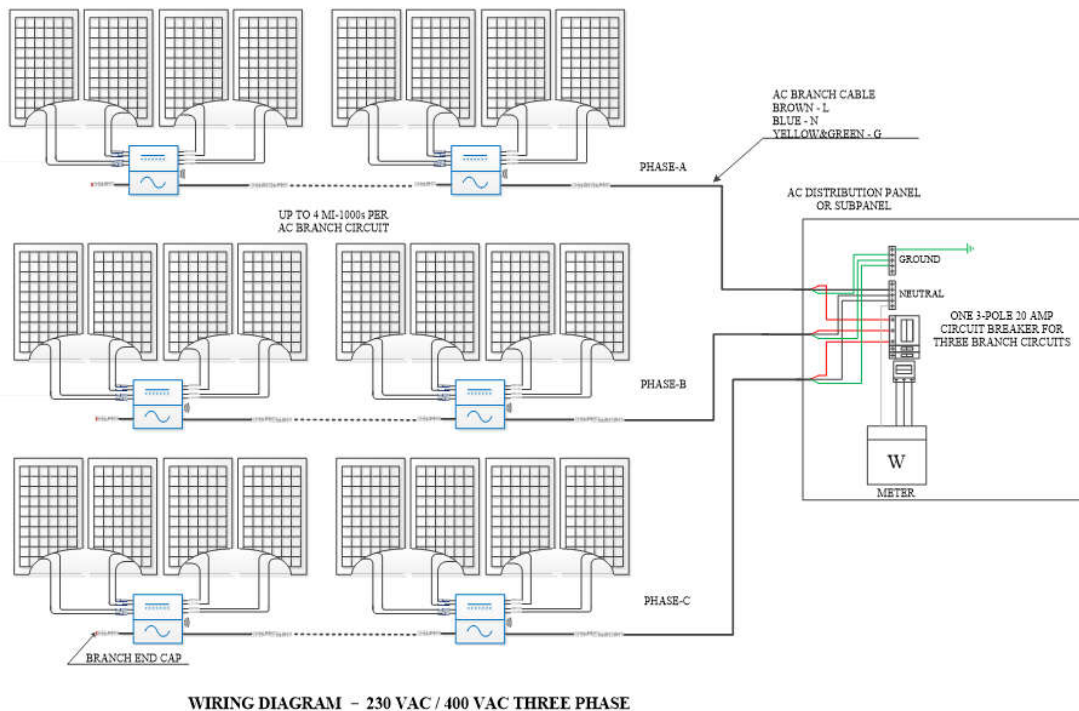 AC BRANCH CABLE
BROWN - L
BLUE - N
YELLOW&GREEN - G
PHASE-A
AC DISTRIBUTION PANEL
OR SUBPANEL
UP TO 4 MI-1000s PER
AC BRANCH CIRCUIT
GROUND
NEUTRAL
ONE 3-POLE 20 AMP
CIRCUIT BREAKER FOR
THREE BRANCH CIRCUITS
PHASE-B
W
METER
PHASE-C
BRANCH END CAP
WIRING DIAGRAM - 230 VAC / 400 VAC THREE PHASE